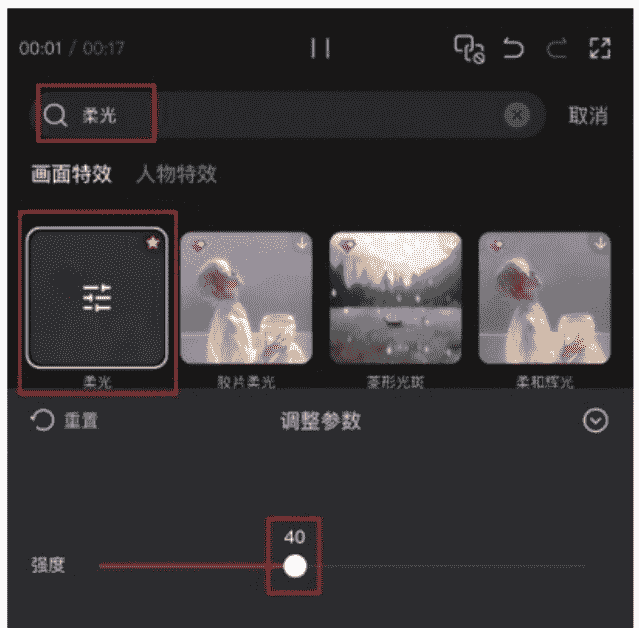 00:01 / 00:17
柔光 取消
画面特效 人物特效
柔光 胶片柔光 菱形光斑 柔和辉光
重置 调整参数
40
强度